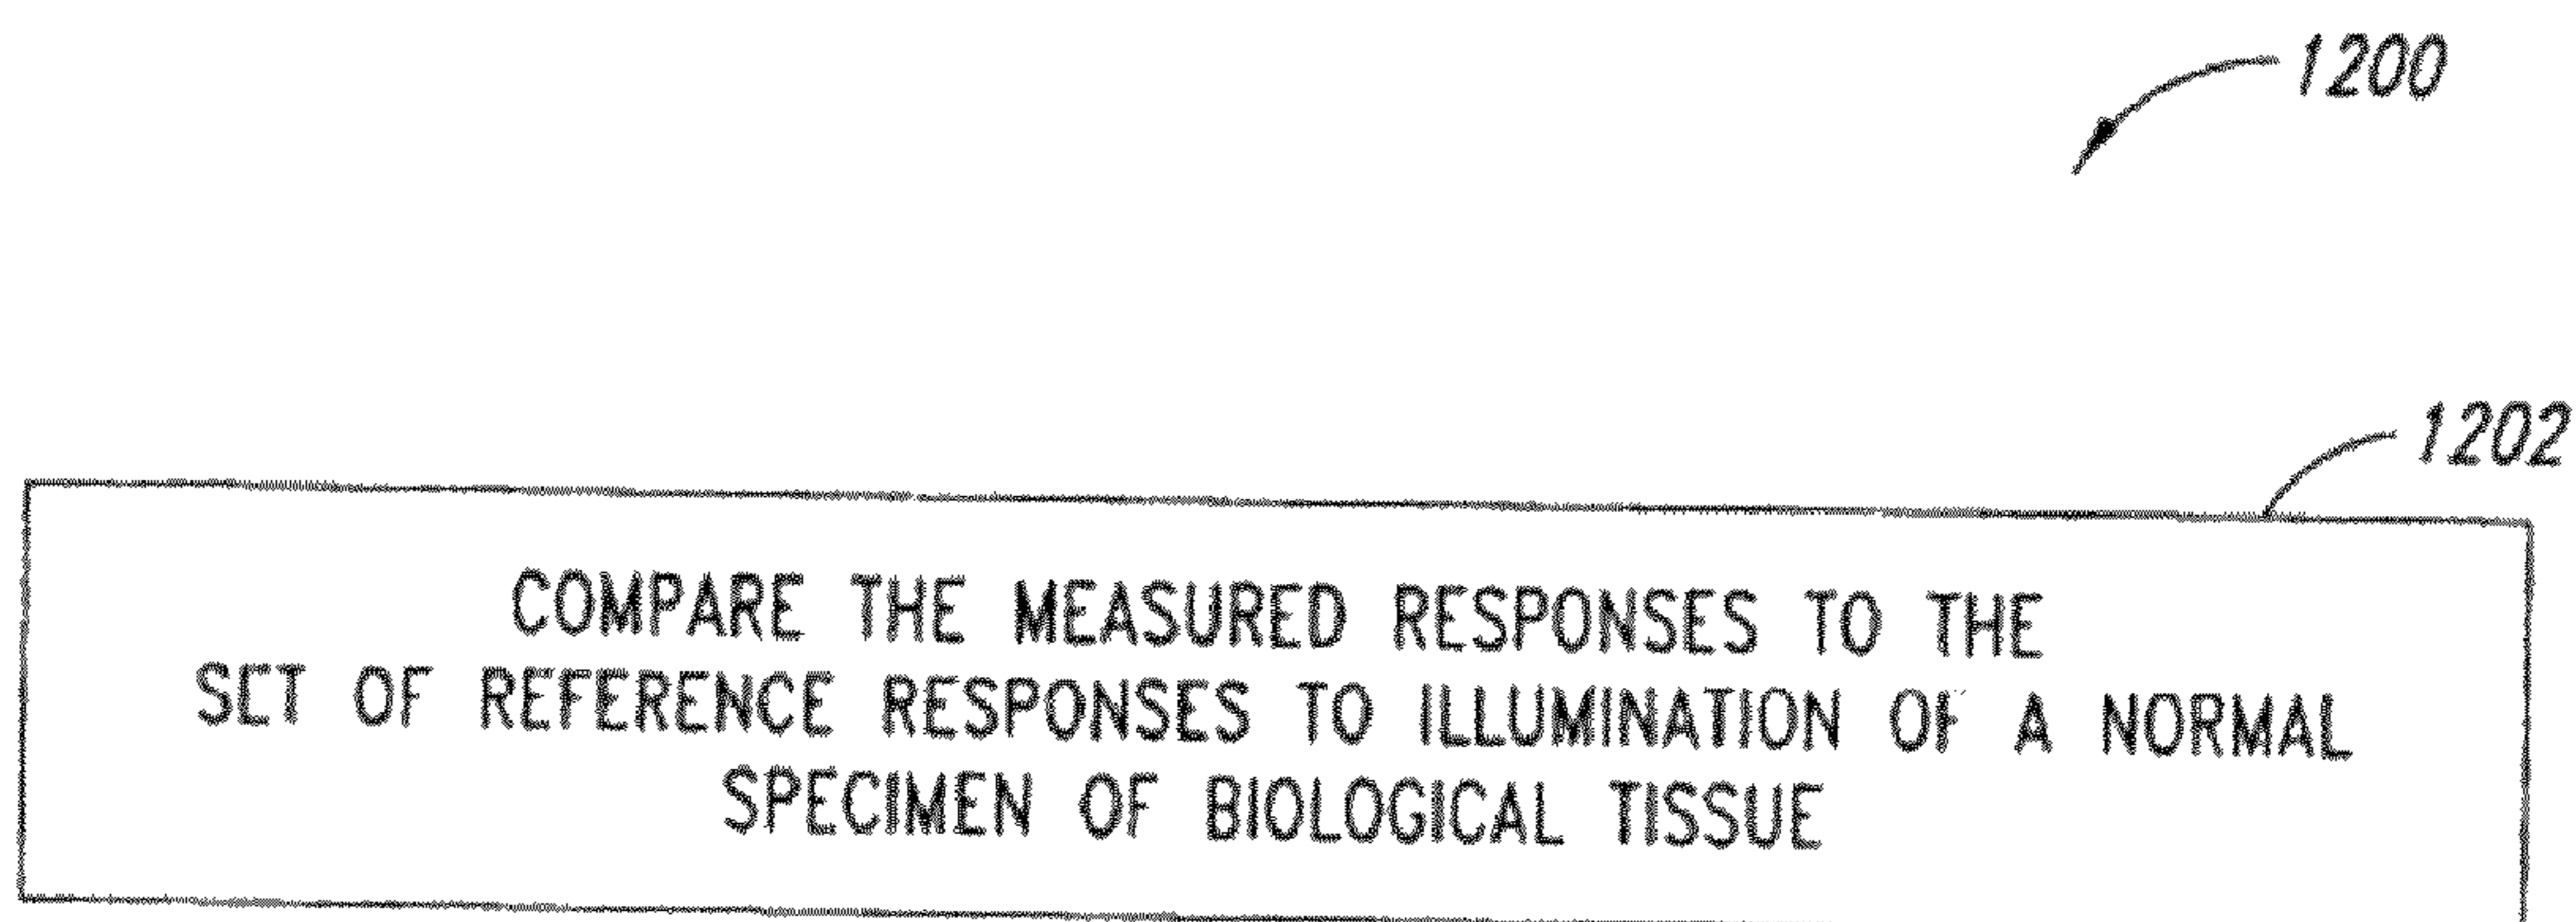 1200
1202
COMPARE THE MEASURED RESPONSES TO THE
SET OF REFERENCE RESPONSES TO ILLUMINATION OF A NORMAL
SPECIMEN OF BIOLOGICAL TISSUE